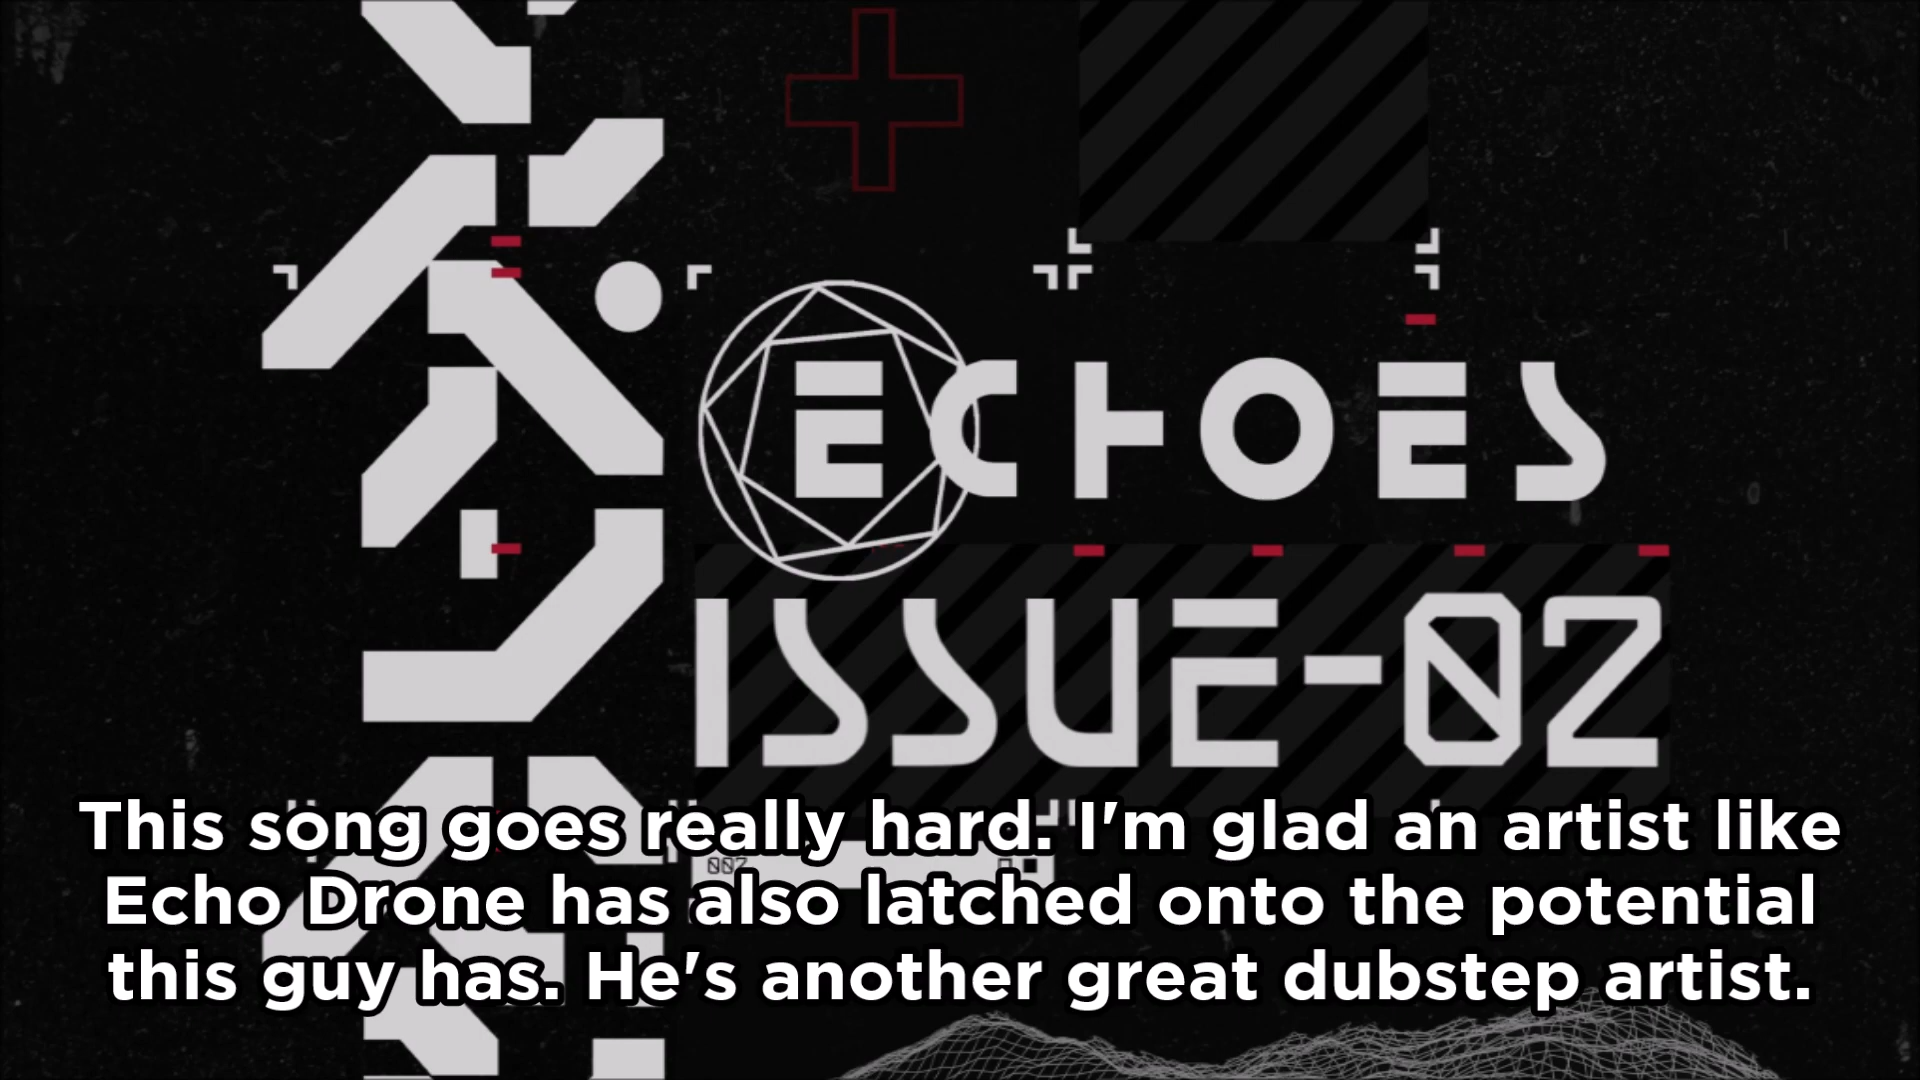 ECHOES
ISSUE-02
002
This song goes really hard. I'm glad an artist like
Echo Drone has also latched onto the potential
this guy has. He's another great dubstep artist.